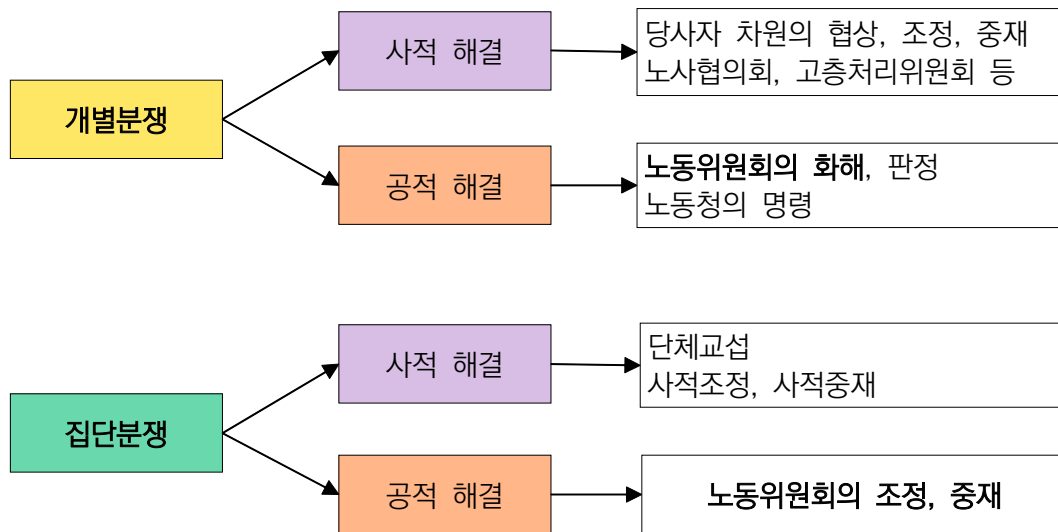 개별분쟁
사적 해결
당사자 차원의 협상, 조정, 중재
노사협의회, 고층처리위원회 등
공적 해결
노동위원회의 화해, 판정
노동청의 명령
집단분쟁
사적 해결
단체교섭
사적조정, 사적중재
공적 해결
노동위원회의 조정, 중재